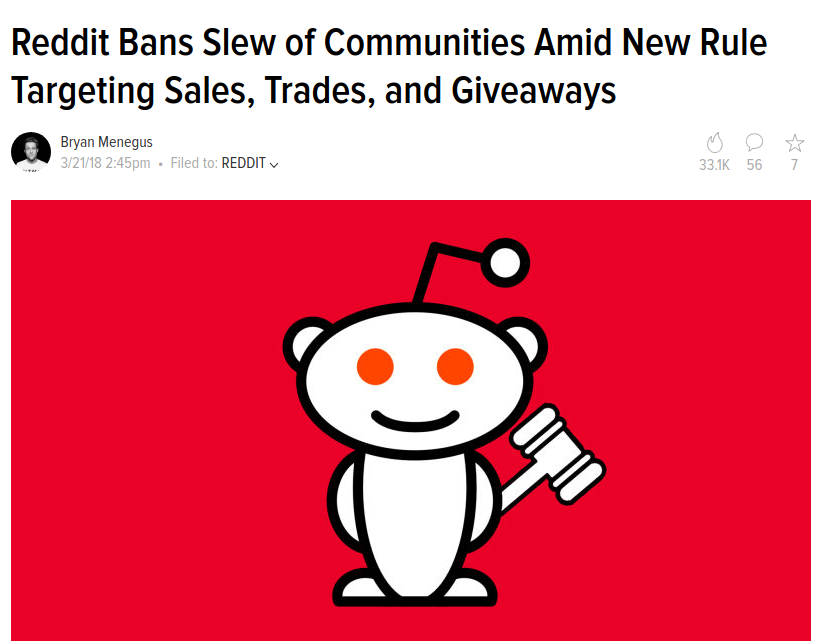 Reddit Bans Slew of Communities Amid New Rule
Targeting Sales, Trades, and Giveaways
Bryan Menegus
3/21/18 2:45pm • Filed to: REDDIT
33.1K 56 7